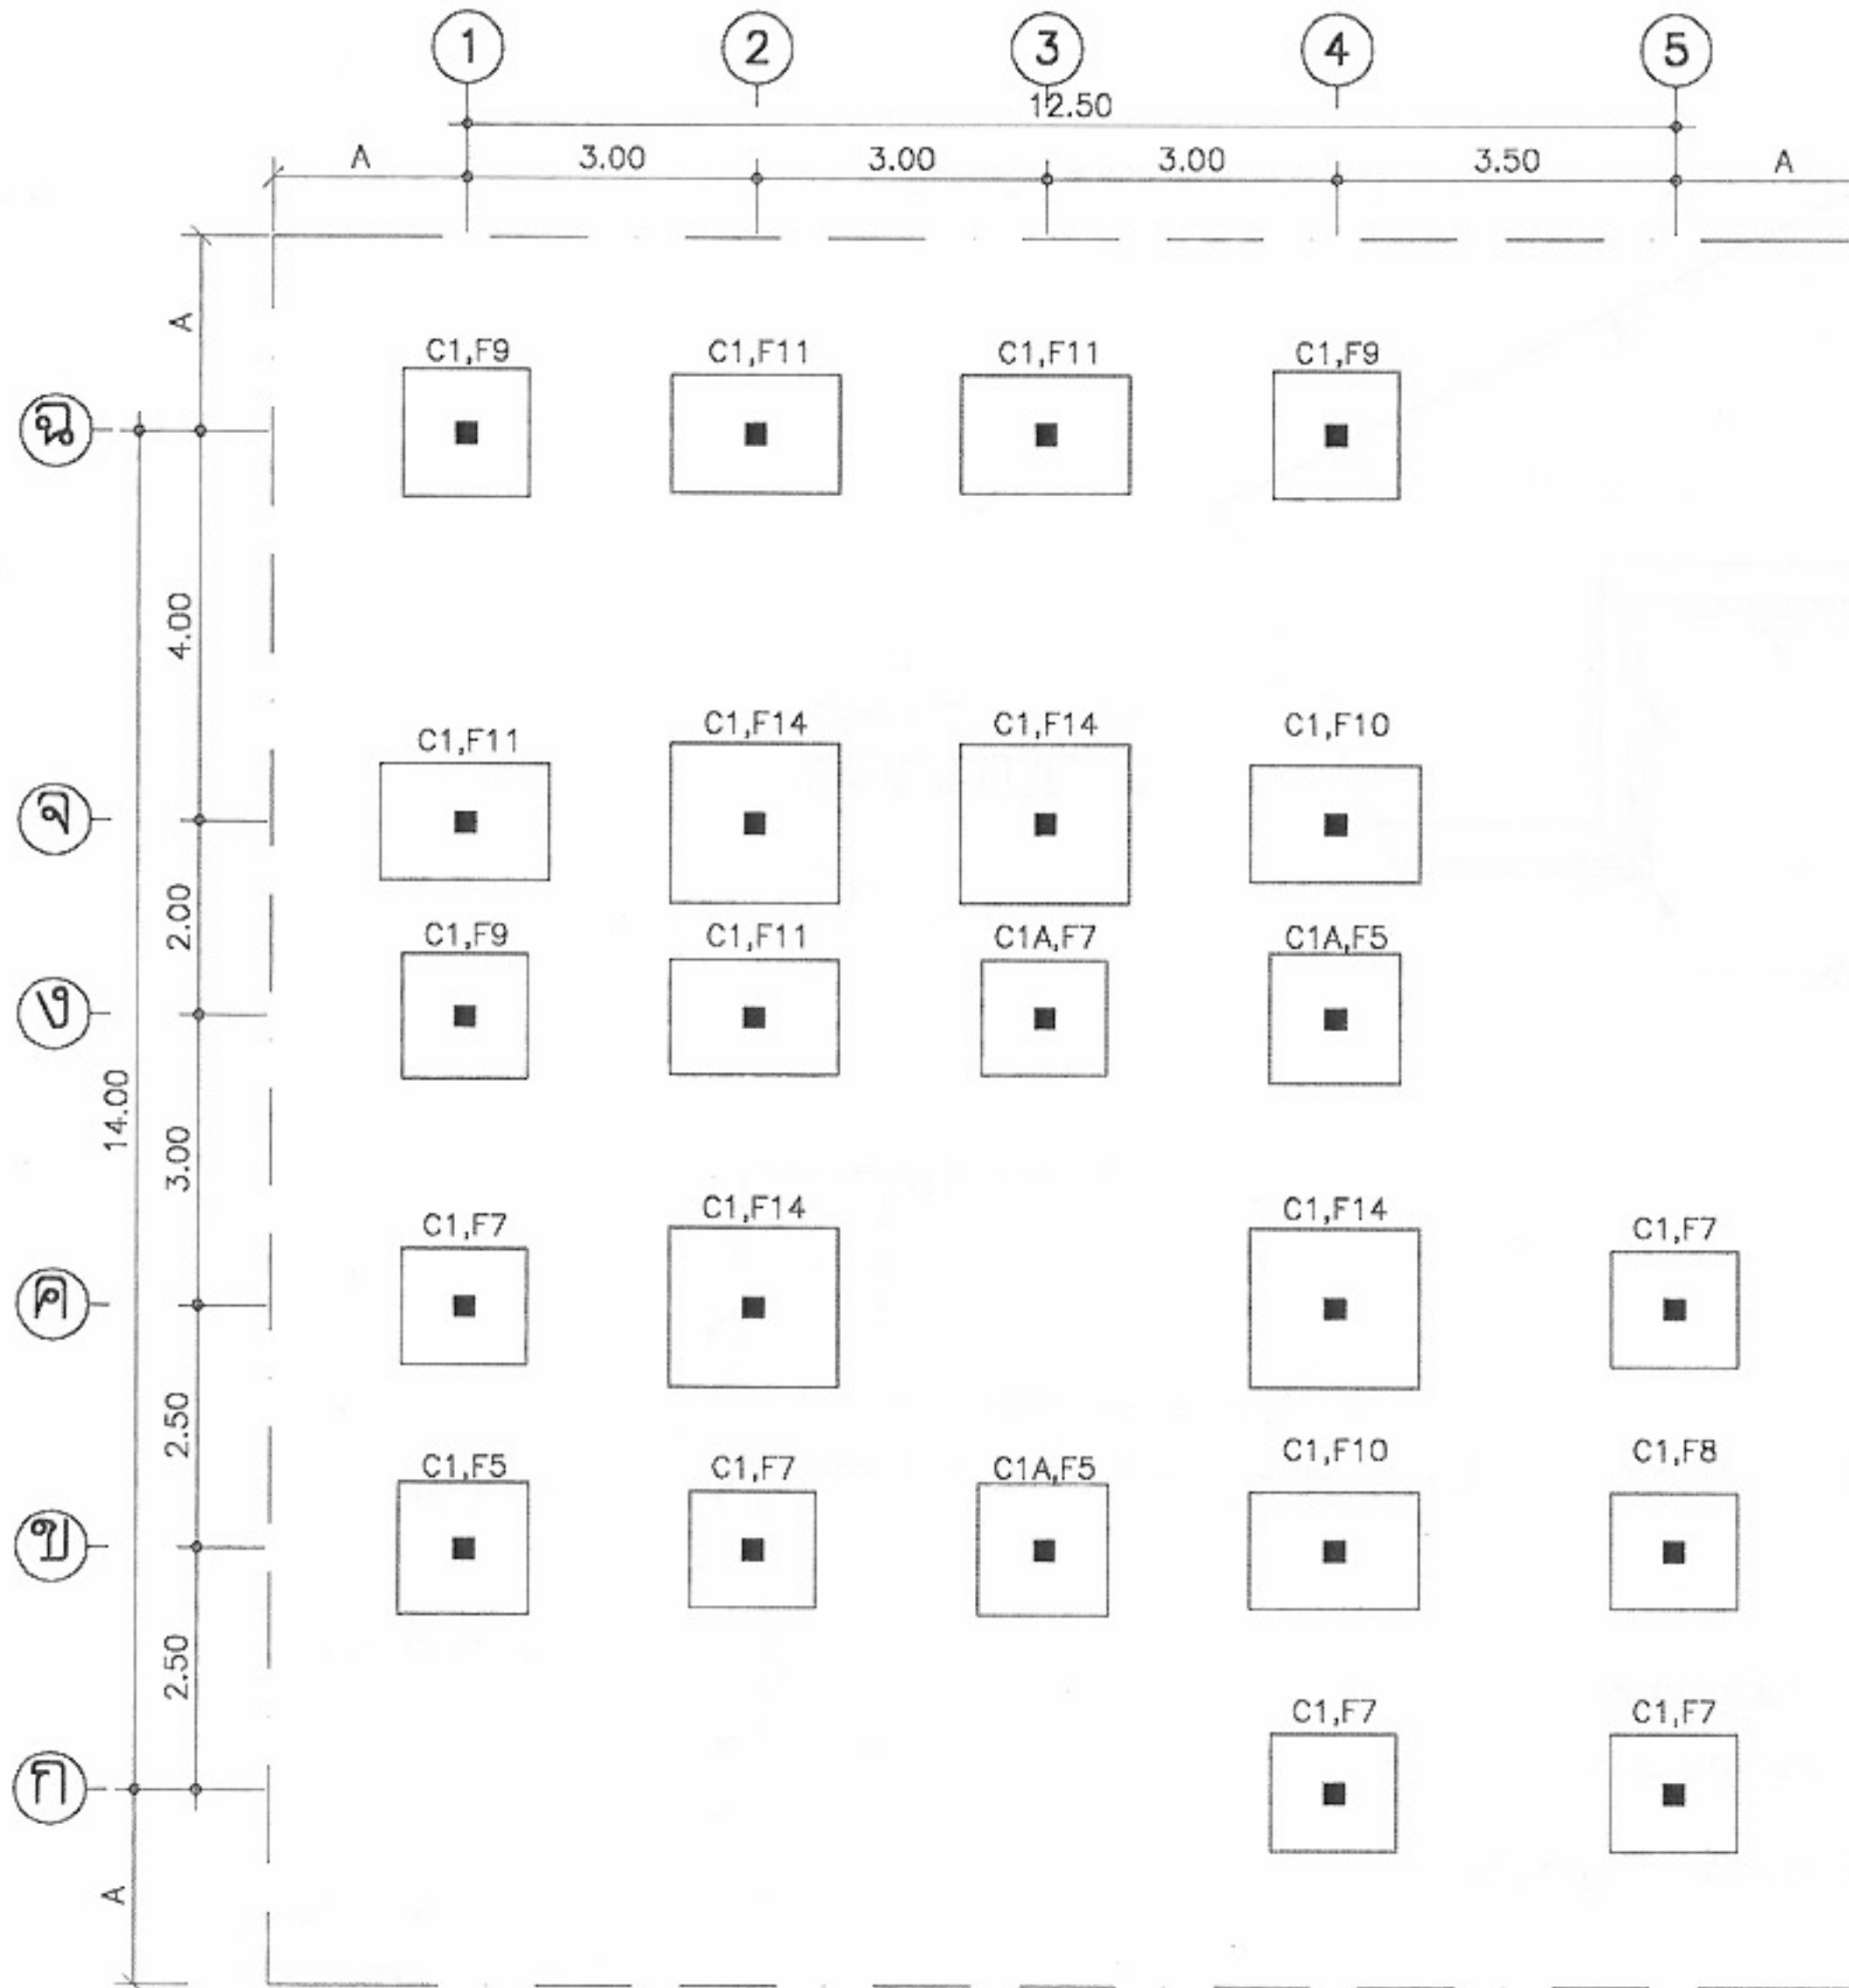 1 2 3 4 5
12.50
A 3.00 3.00 3.00 3.50 A
A
C1,F9 C1,F11 C1,F11 C1,F9
ฉ
4.00
C1,F11 C1,F14 C1,F14 C1,F10
จ
2.00
C1,F9 C1,F11 C1A,F7 C1A,F5
ง
14.00
3.00
C1,F7 C1,F14 C1,F14 C1,F7
ค
2.50
C1,F5 C1,F7 C1A,F5 C1,F10 C1,F8
ข
2.50
C1,F7 C1,F7
ก
A